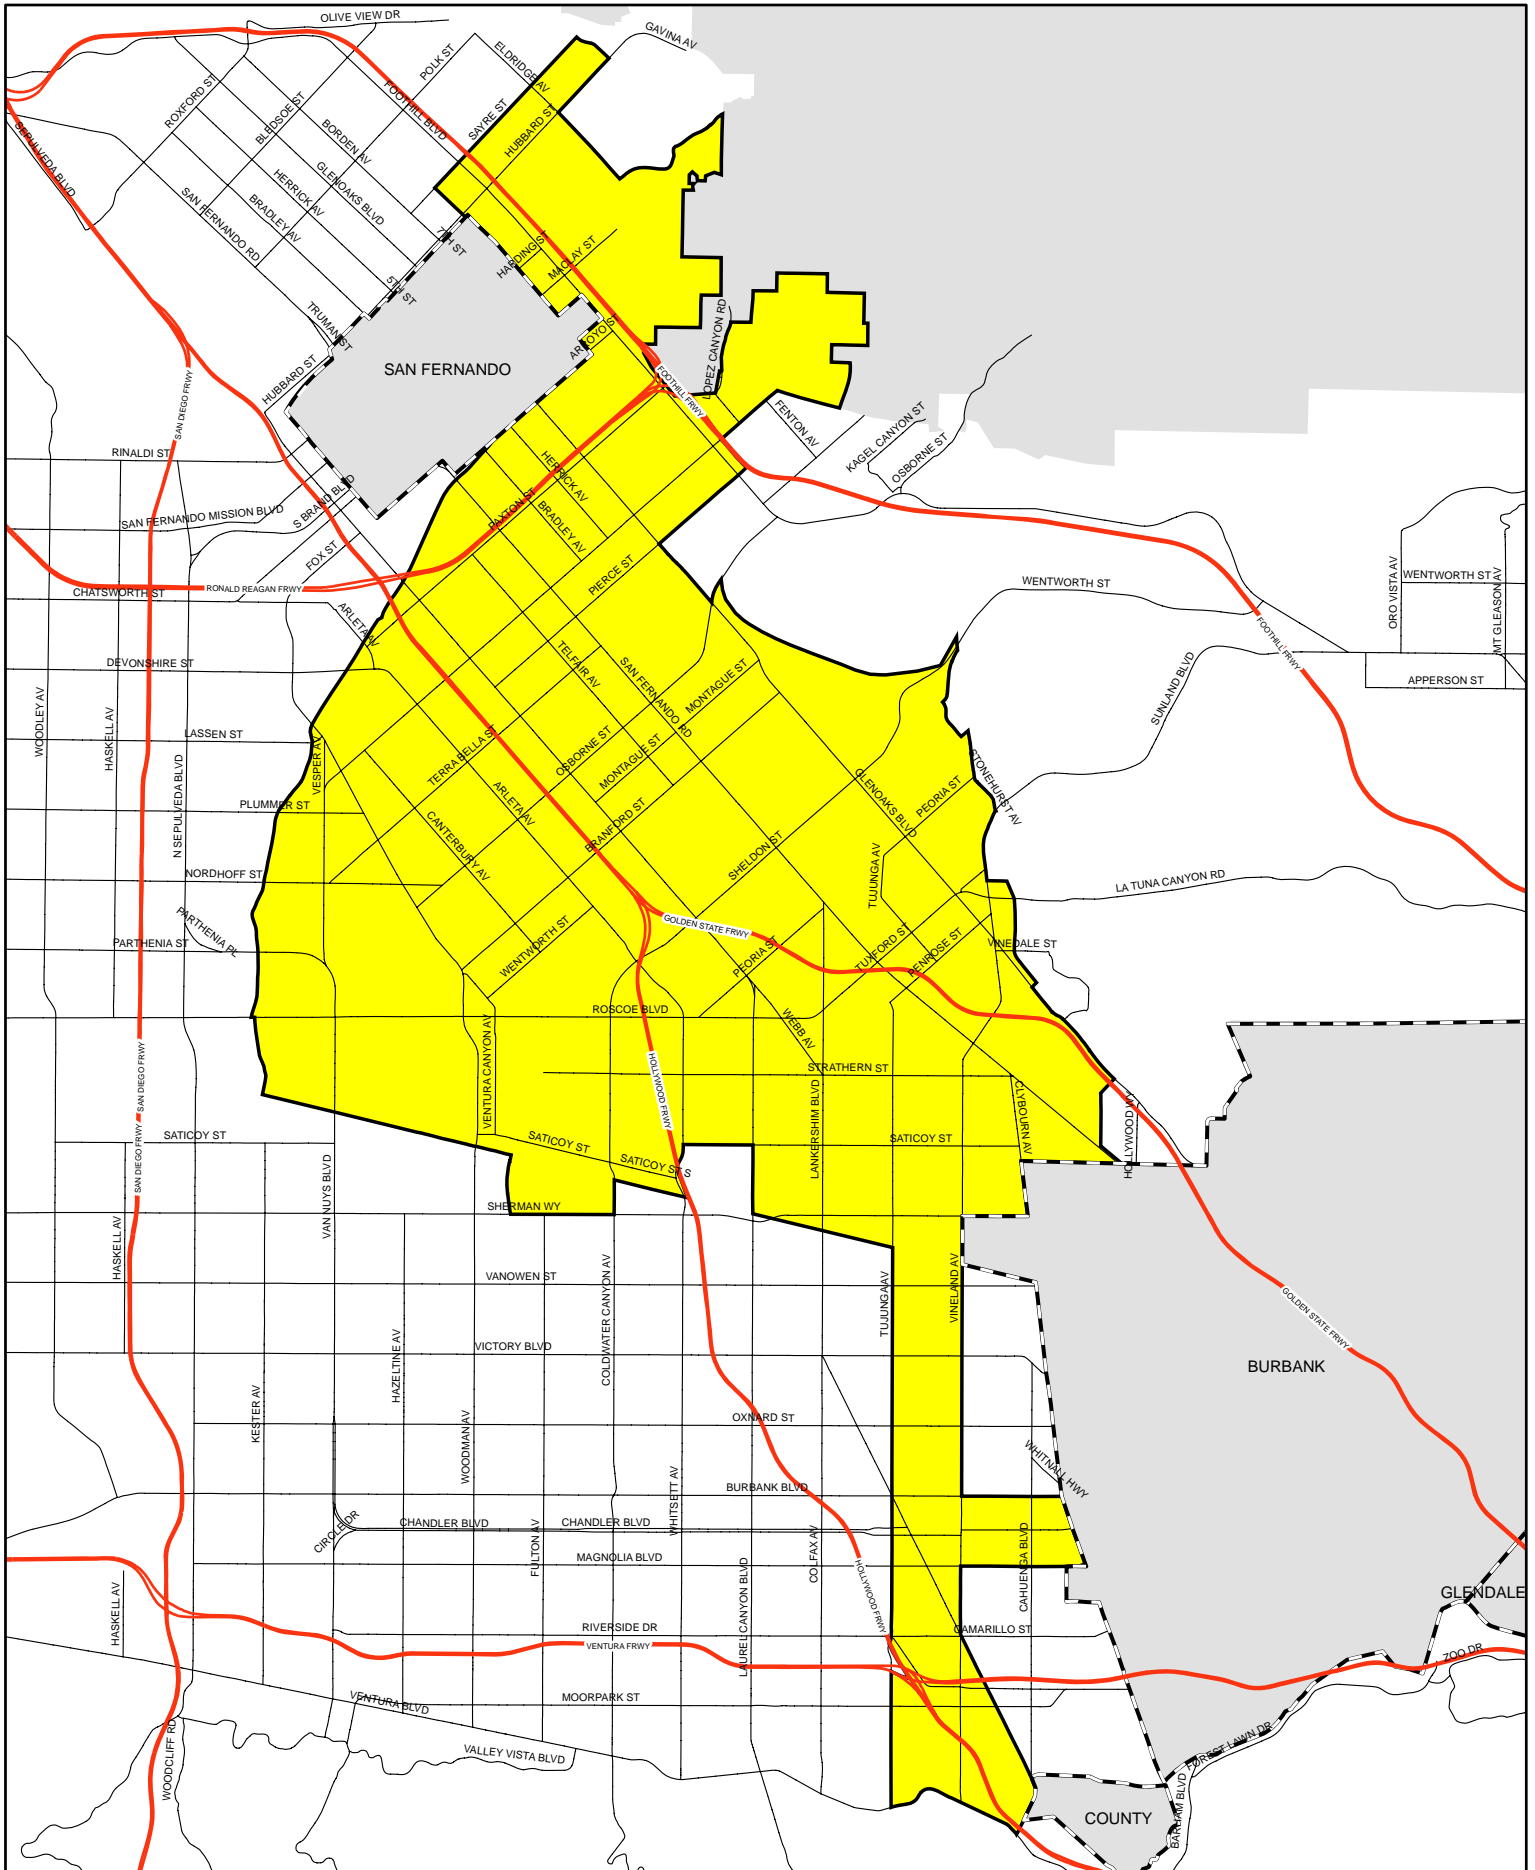 OLIVE VIEW DR
GAVINA AV
POLK ST
ELDRIDGE AV
ROXFORD ST
BLEDSOE ST
FOOTHILL BLVD
SAYRE ST
HUBBARD ST
BORDEN AV
SEPULVEDA BLVD
GLENOAKS BLVD
HERRICK AV
BRADLEY AV
SAN FERNANDO RD
7TH ST
HARDING ST
MACLAY ST
5TH ST
TRUMAN ST
ARROYO ST
LOPEZ CANYON RD
SAN FERNANDO
HUBBARD ST
FOOTHILL FRWY
SAN DIEGO FRWY
FENTON AV
KAGEL CANYON ST
OSBORNE ST
RINALDI ST
HERRICK AV
S BRAND BLVD
SAN FERNANDO MISSION BLVD
PAXTON ST
BRADLEY AV
FOX ST
PIERCE ST
RONALD REAGAN FRWY
CHATSWORTH ST
WENTWORTH ST
ORO VISTA AV
WENTWORTH ST
MT GLEASON AV
ARLETA AV
FOOTHILL FRWY
DEVONSHIRE ST
TELFAIR AV
SAN FERNANDO RD
MONTAGUE ST
SUNLAND BLVD
APPERSON ST
WOODLEY AV
HASKELL AV
LASSEN ST
VESPER AV
TERRA BELLA ST
OSBORNE ST
MONTAGUE ST
STONEHURST AV
N SEPULVEDA BLVD
PLUMMER ST
ARLETA AV
GLENOAKS BLVD
PEORIA ST
CANTERBURY AV
BRANFORD ST
SHELDON ST
TUJUNGA AV
NORDHOFF ST
LA TUNA CANYON RD
PARTHENIA PL
GOLDEN STATE FRWY
PARTHENIA ST
WENTWORTH ST
PEORIA ST
TUXFORD ST
PENROSE ST
VINEDALE ST
ROSCOE BLVD
WEBB AV
VENTURA CANYON AV
SAN DIEGO FRWY
HOLLYWOOD FRWY
STRATHERN ST
LANKERSHIM BLVD
CLYBOURN AV
SATICOY ST
SATICOY ST
SATICOY ST
SATICOY ST S
SAN DIEGO FRWY
VAN NUYS BLVD
SHERMAN WY
HASKELL AV
VANOWEN ST
COLDWATER CANYON AV
TUJUNGA AV
VINELAND AV
GOLDEN STATE FRWY
VICTORY BLVD
HAZELTINE AV
BURBANK
KESTER AV
WOODMAN AV
OXNARD ST
WHITNALL HWY
WHITSETT AV
BURBANK BLVD
CIRCLE DR
CHANDLER BLVD
CHANDLER BLVD
FULTON AV
COLFAX AV
CAHUENGA BLVD
MAGNOLIA BLVD
HOLLYWOOD FRWY
LAUREL CANYON BLVD
HASKELL AV
GLENDALE
RIVERSIDE DR
CAMARILLO ST
VENTURA FRWY
ZOO DR
VENTURA BLVD
MOORPARK ST
WOODCLIFF RD
VALLEY VISTA BLVD
FOREST LAWN DR
COUNTY
BARHAM BLVD